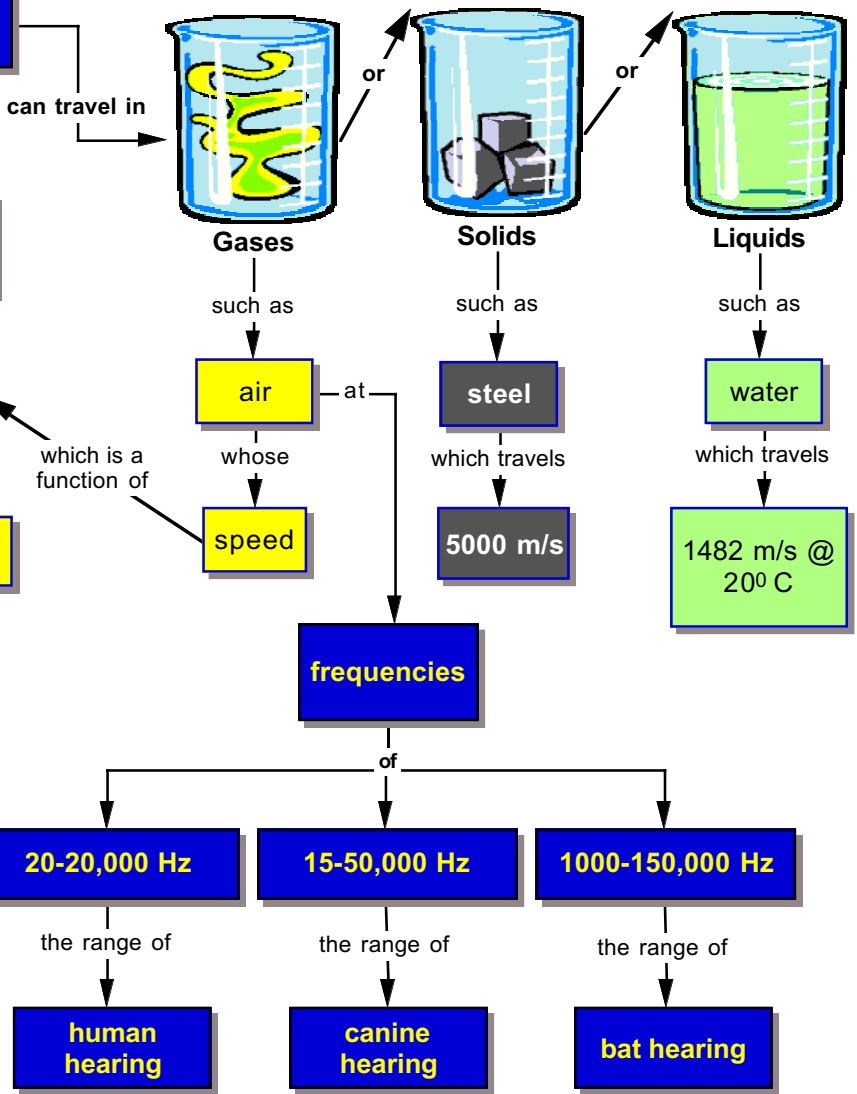 can travel in
or
or
Gases
Solids
Liquids
such as
such as
such as
air
at
steel
water
which is a
function of
whose
which travels
which travels
speed
5000 m/s
1482 m/s @
20⁰ C
frequencies
of
20-20,000 Hz
15-50,000 Hz
1000-150,000 Hz
the range of
the range of
the range of
human
hearing
canine
hearing
bat hearing